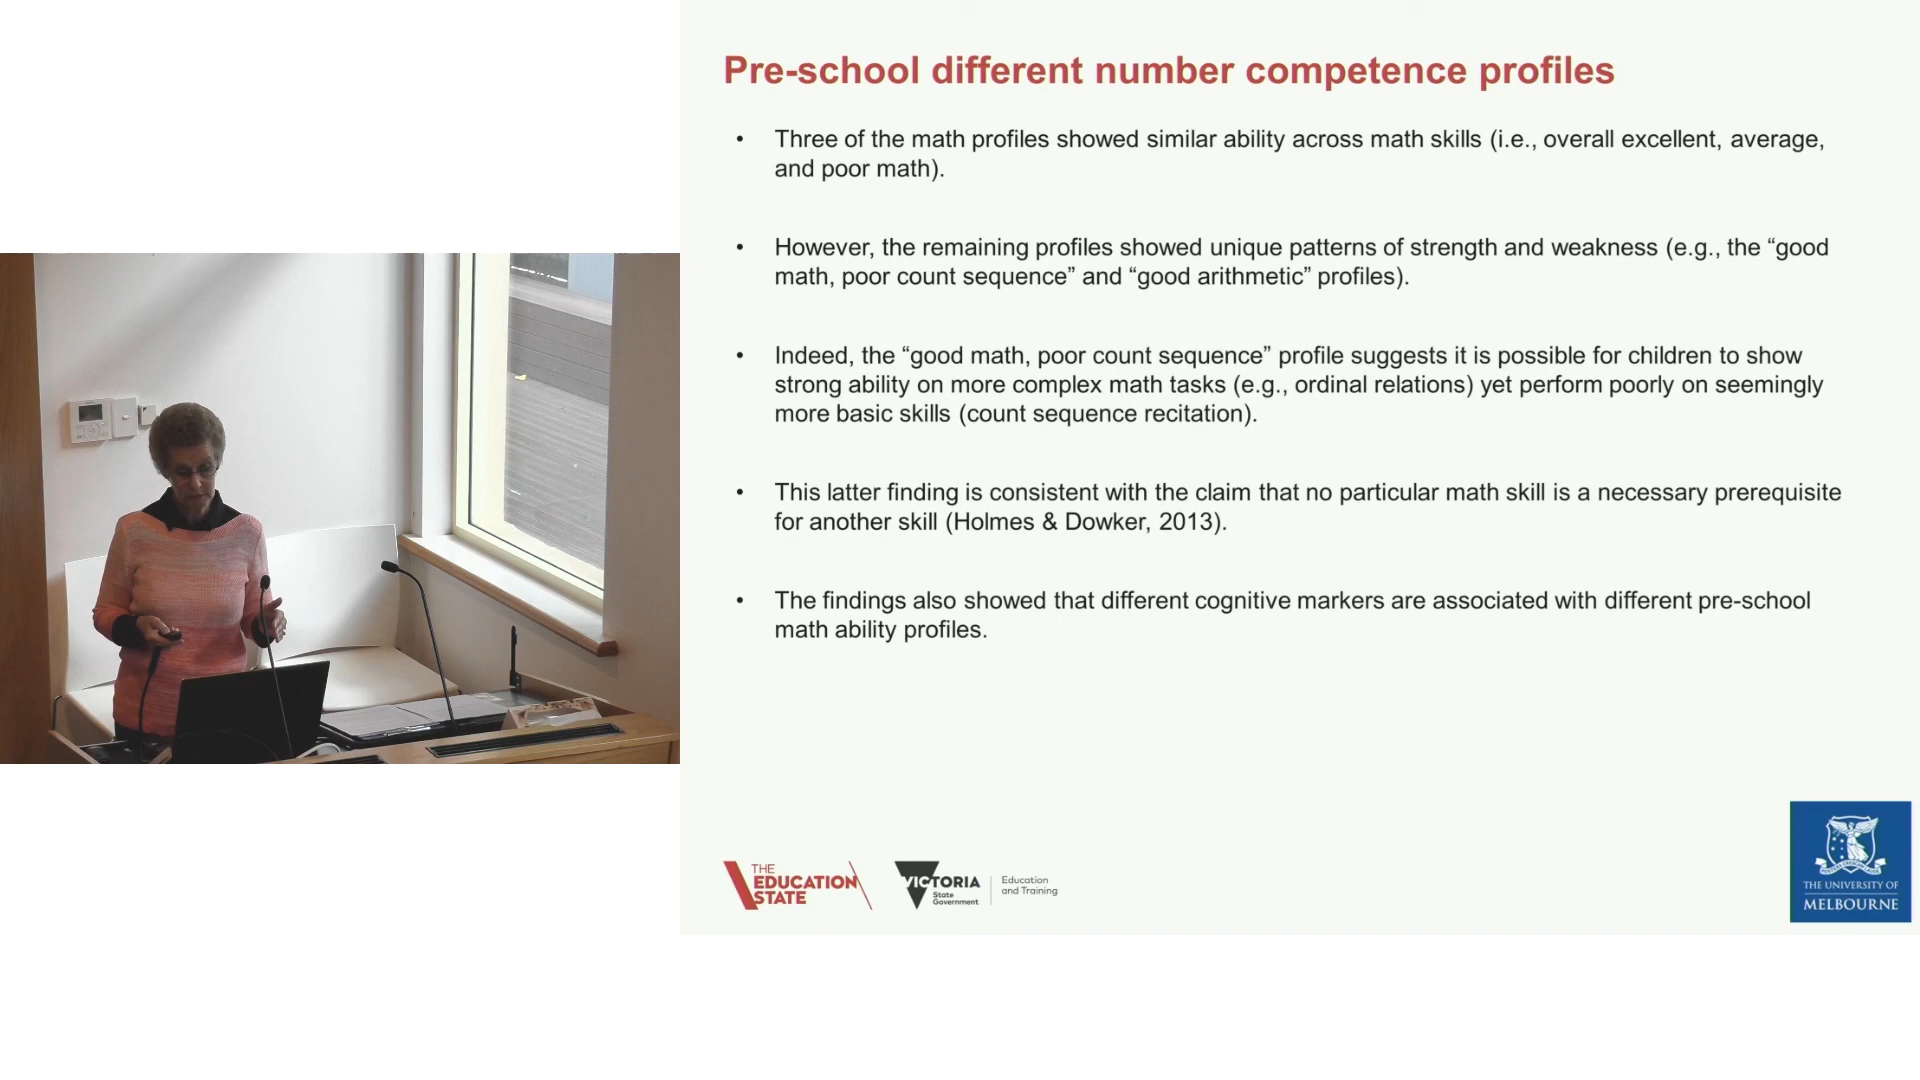 Pre-school different number competence profiles
• Three of the math profiles showed similar ability across math skills (i.e., overall excellent, average,
and poor math).
• However, the remaining profiles showed unique patterns of strength and weakness (e.g., the “good
math, poor count sequence” and “good arithmetic” profiles).
• Indeed, the “good math, poor count sequence” profile suggests it is possible for children to show
strong ability on more complex math tasks (e.g., ordinal relations) yet perform poorly on seemingly
more basic skills (count sequence recitation).
• This latter finding is consistent with the claim that no particular math skill is a necessary prerequisite
for another skill (Holmes & Dowker, 2013).
• The findings also showed that different cognitive markers are associated with different pre-school
math ability profiles.
THE
EDUCATION
STATE
VICTORIA
State
Government
Education
and Training
THE UNIVERSITY OF
MELBOURNE